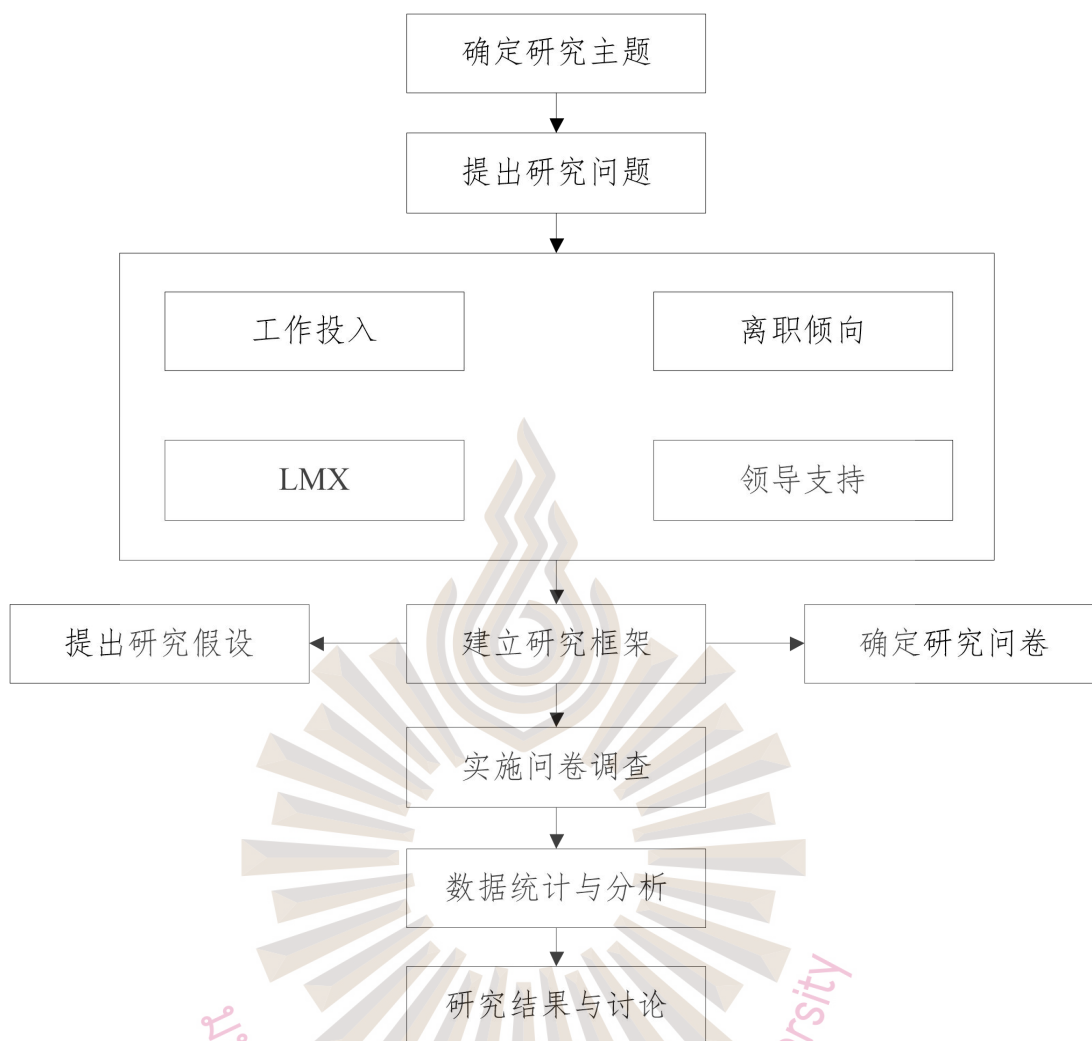 确定研究主题
提出研究问题
工作投入
离职倾向
LMX
领导支持
提出研究假设
建立研究框架
确定研究问卷
实施问卷调查
数据统计与分析
研究结果与讨论